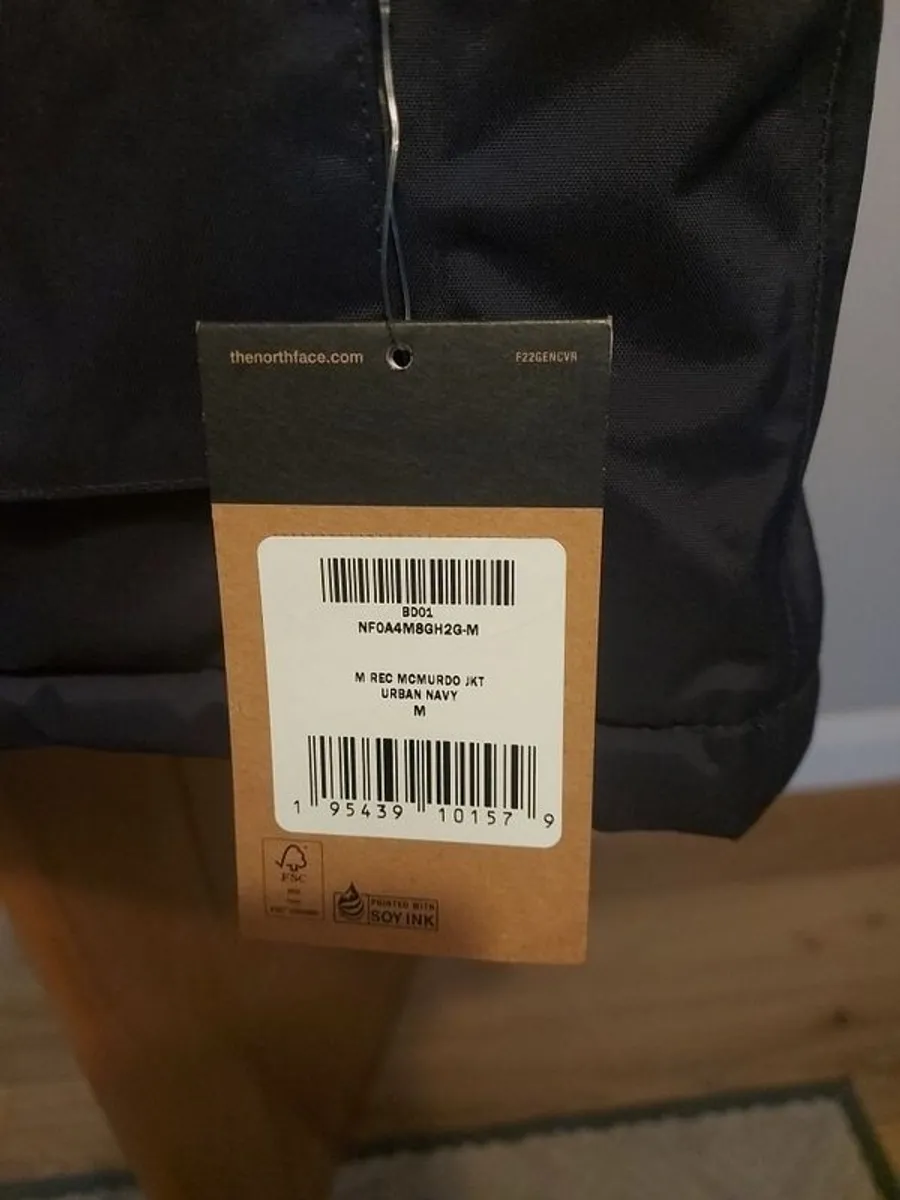 thenorthface.com
F22GENCVR
BD01
NF0A4M8GH2G-M
M REC MCMURDO JKT
URBAN NAVY
M
1 95439 10157 9
FSC
PRINTED WITH
SOY INK